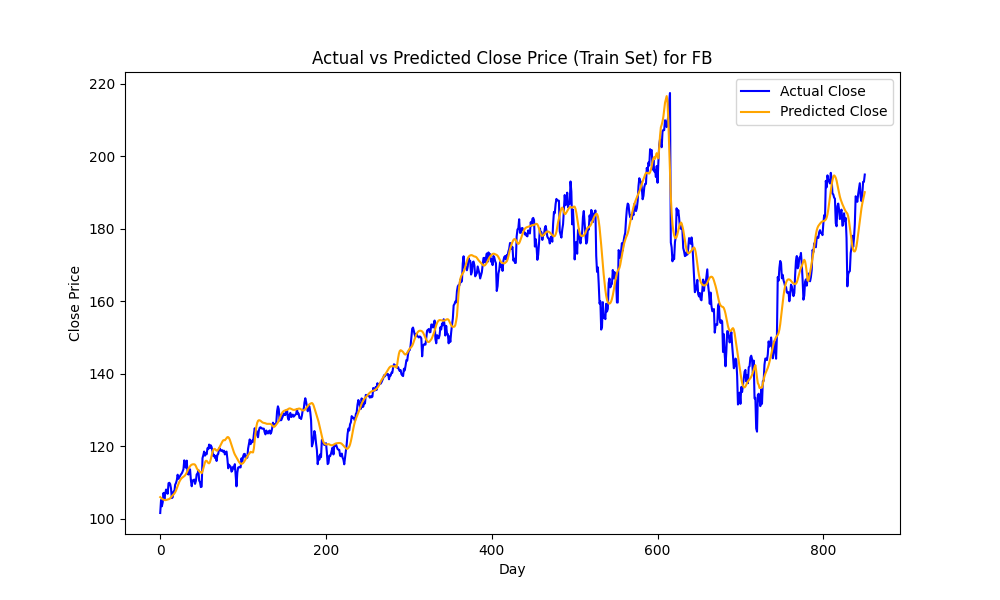 Actual vs Predicted Close Price (Train Set) for FB
Actual Close
Predicted Close
220
200
180
160
140
120
100
Close Price
0 200 400 600 800
Day